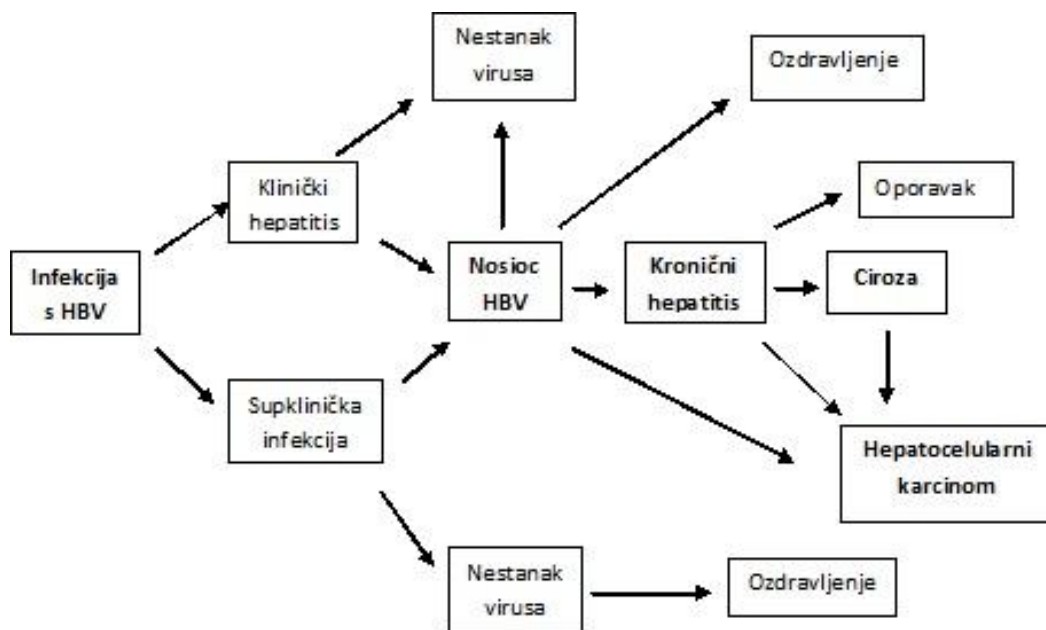 Nestanak
virusa
Ozdravljenje
Klinički
hepatitis
Oporavak
Infekcija
s HBV
Nosioc
HBV
Kronični
hepatitis
Ciroza
Supklinička
infekcija
Hepatocelularni
karcinom
Nestanak
virusa
Ozdravljenje